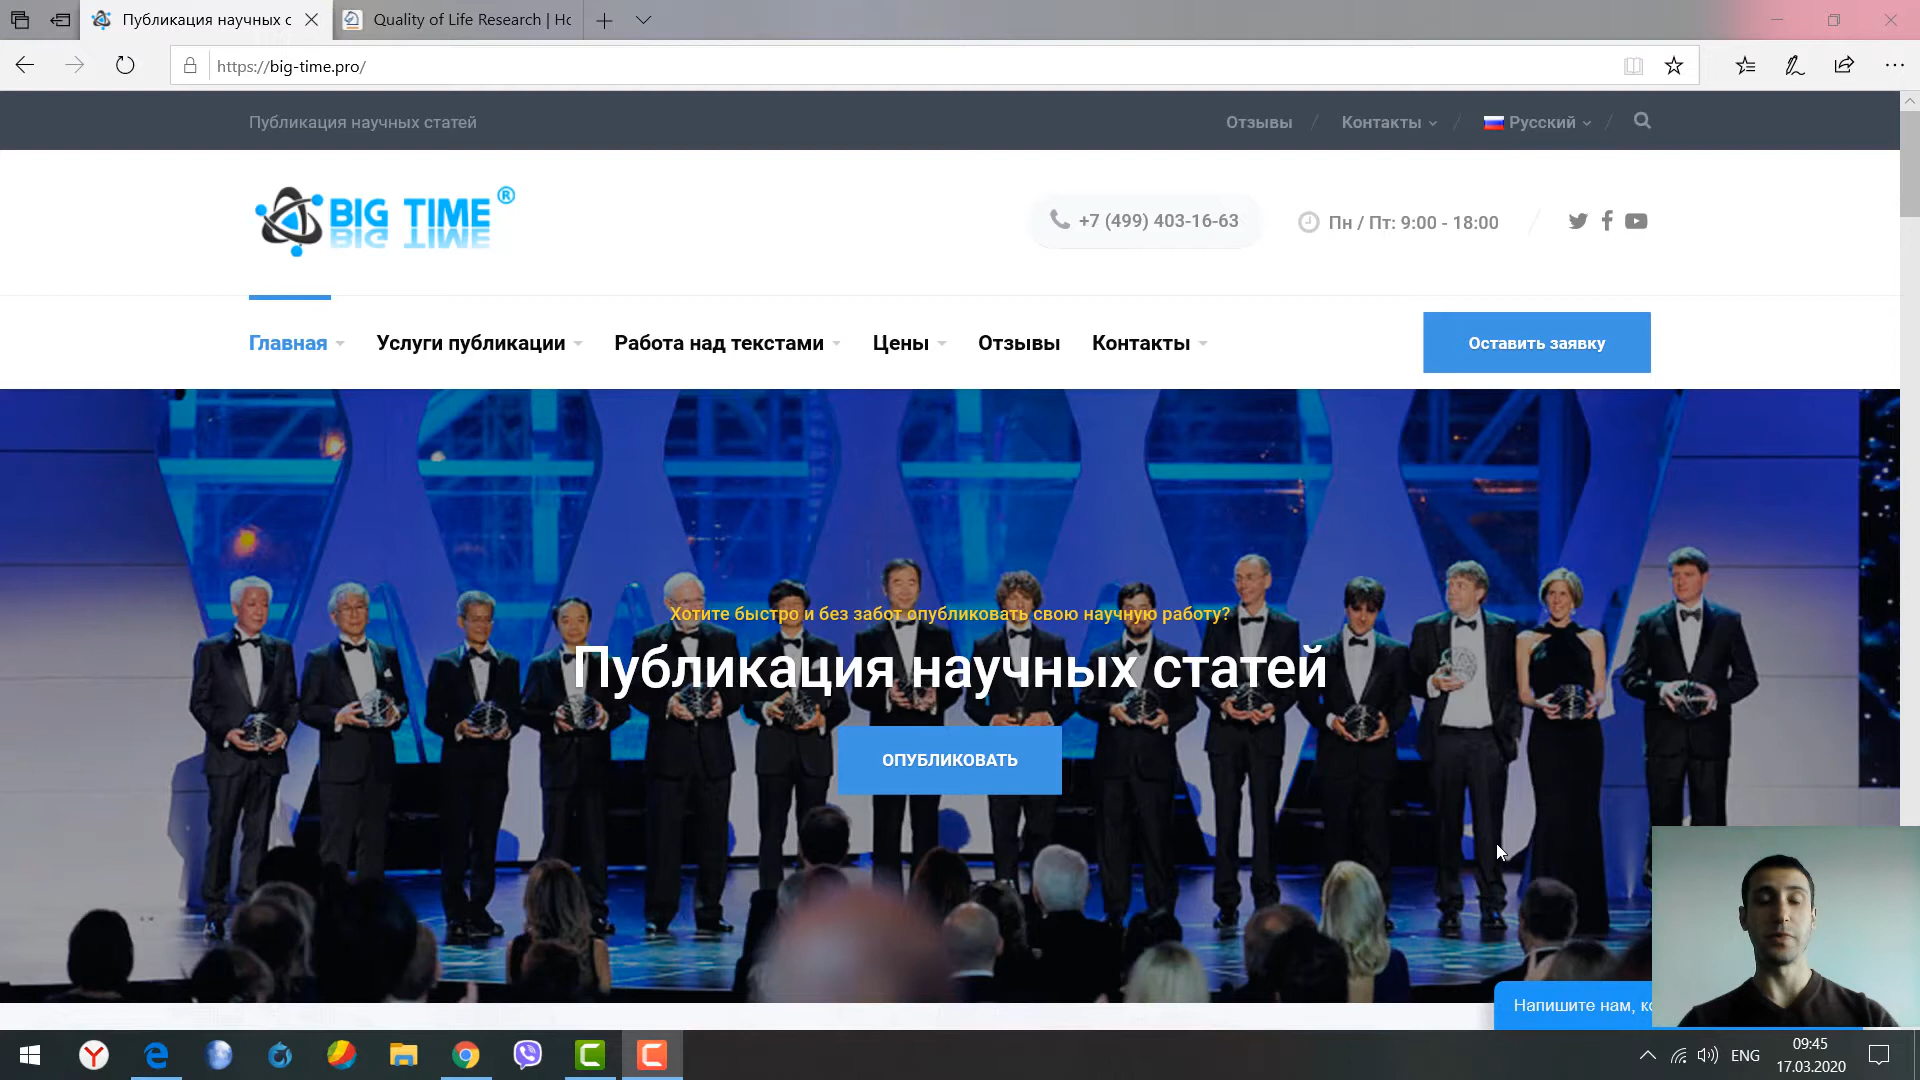 Публикация научных с
Quality of Life Research | Ho
https://big-time.pro/
Публикация научных статей
Отзывы
Контакты
Русский
BIG TIME ®
+7 (499) 403-16-63
Пн / Пт: 9:00 - 18:00
Главная
Услуги публикации
Работа над текстами
Цены
Отзывы
Контакты
Оставить заявку
Хотите быстро и без забот опубликовать свою научную работу?
Публикация научных статей
ОПУБЛИКОВАТЬ
Напишите нам, ко
ENG
09:45
17.03.2020